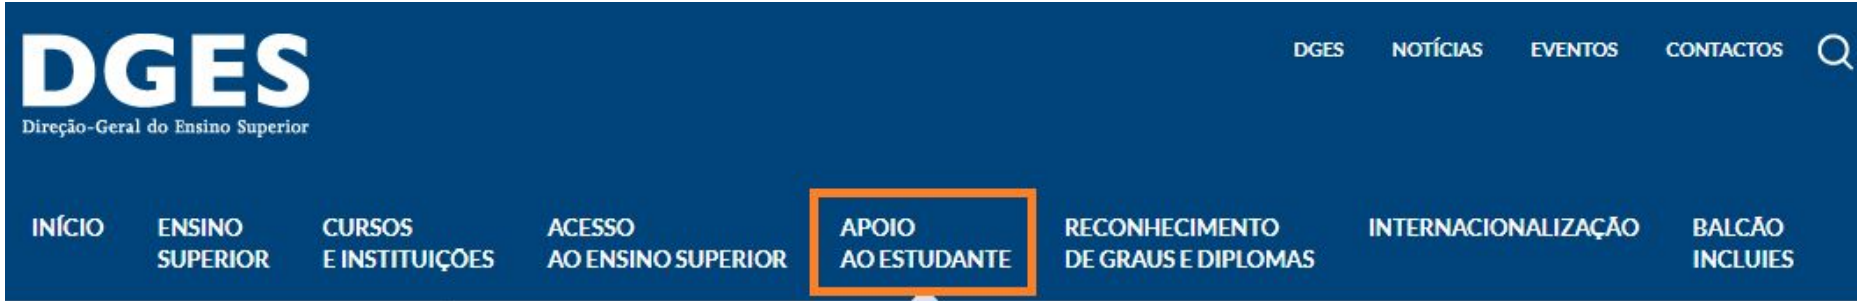 DGES
Direção-Geral do Ensino Superior
DGES NOTÍCIAS EVENTOS CONTACTOS
INÍCIO
ENSINO
SUPERIOR
CURSOS
E INSTITUIÇÕES
ACESSO
AO ENSINO SUPERIOR
APOIO
AO ESTUDANTE
RECONHECIMENTO
DE GRAUS E DIPLOMAS
INTERNACIONALIZAÇÃO
BALCÃO
INCLUIES